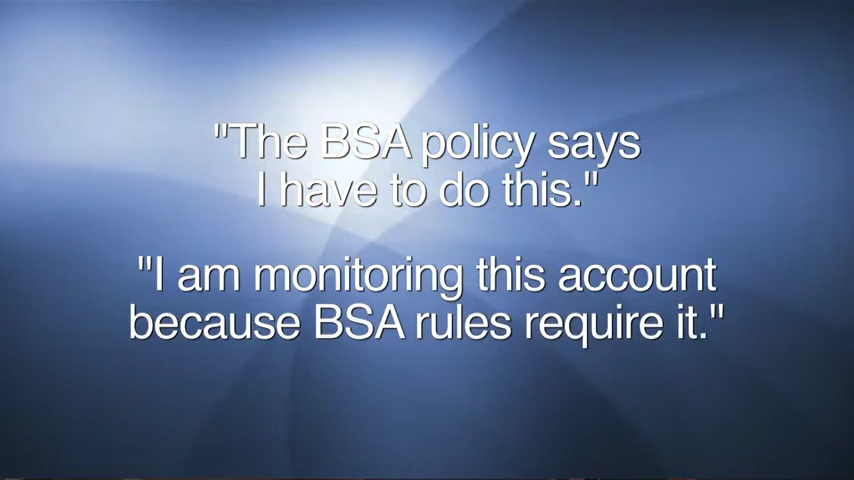 "The BSA policy says
I have to do this."
"I am monitoring this account
because BSA rules require it."